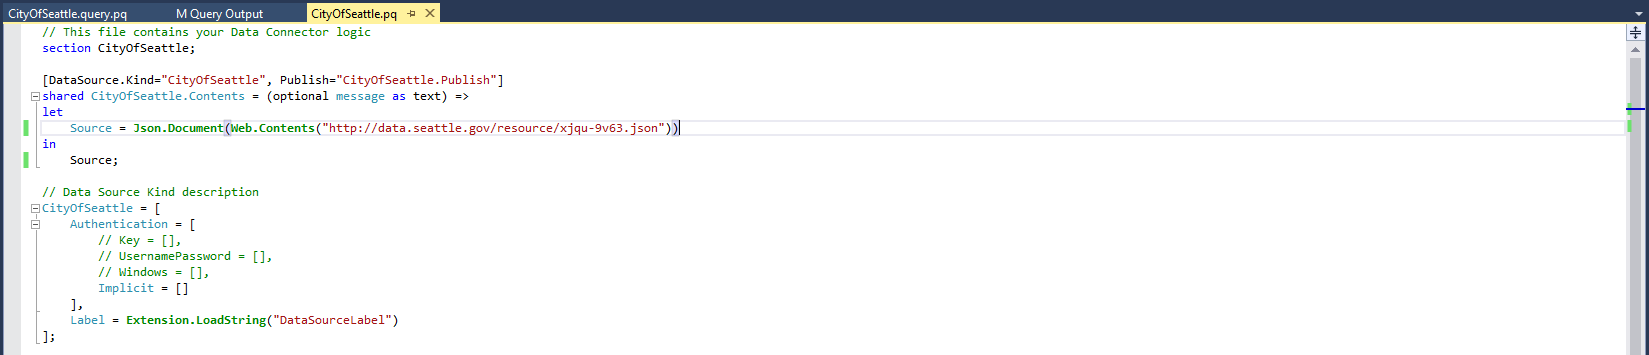 CityOfSeattle.query.pq M Query Output CityOfSeattle.pq
// This file contains your Data Connector logic
section CityOfSeattle;
[DataSource.Kind="CityOfSeattle", Publish="CityOfSeattle.Publish"]
shared CityOfSeattle.Contents = (optional message as text) =>
let
    Source = Json.Document(Web.Contents("http://data.seattle.gov/resource/xjqu-9v63.json"))
in
    Source;
// Data Source Kind description
CityOfSeattle = [
    Authentication = [
        // Key = [],
        // UsernamePassword = [],
        // Windows = [],
        Implicit = []
    ],
    Label = Extension.LoadString("DataSourceLabel")
];